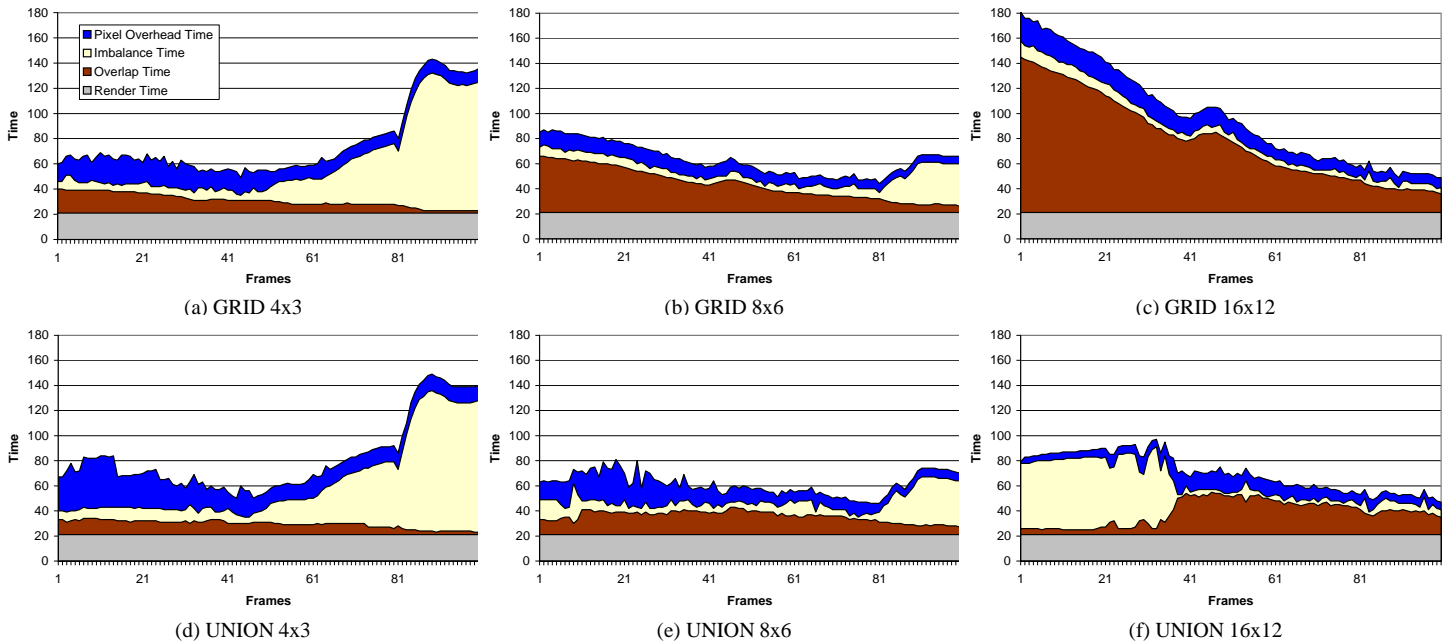 180
160
140
120
100
80
60
40
20
0
Time
Pixel Overhead Time
Imbalance Time
Overlap Time
Render Time
1 21 41 61 81
Frames
(a) GRID 4x3
180
160
140
120
100
80
60
40
20
0
Time
1 21 41 61 81
Frames
(b) GRID 8x6
180
160
140
120
100
80
60
40
20
0
Time
1 21 41 61 81
Frames
(c) GRID 16x12
180
160
140
120
100
80
60
40
20
0
Time
1 21 41 61 81
Frames
(d) UNION 4x3
180
160
140
120
100
80
60
40
20
0
Time
1 21 41 61 81
Frames
(e) UNION 8x6
180
160
140
120
100
80
60
40
20
0
Time
1 21 41 61 81
Frames
(f) UNION 16x12